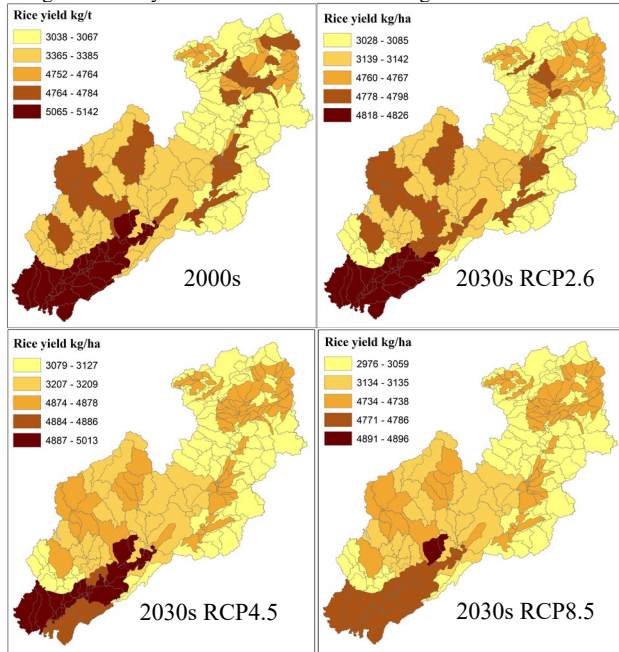 Rice yield kg/t
3038 - 3067
3365 - 3385
4752 - 4764
4764 - 4784
5065 - 5142
2000s
Rice yield kg/ha
3028 - 3085
3139 - 3142
4760 - 4767
4778 - 4798
4818 - 4826
2030s RCP2.6
Rice yield kg/ha
3079 - 3127
3207 - 3209
4874 - 4878
4884 - 4886
4887 - 5013
2030s RCP4.5
Rice yield kg/ha
2976 - 3059
3134 - 3135
4734 - 4738
4771 - 4786
4891 - 4896
2030s RCP8.5